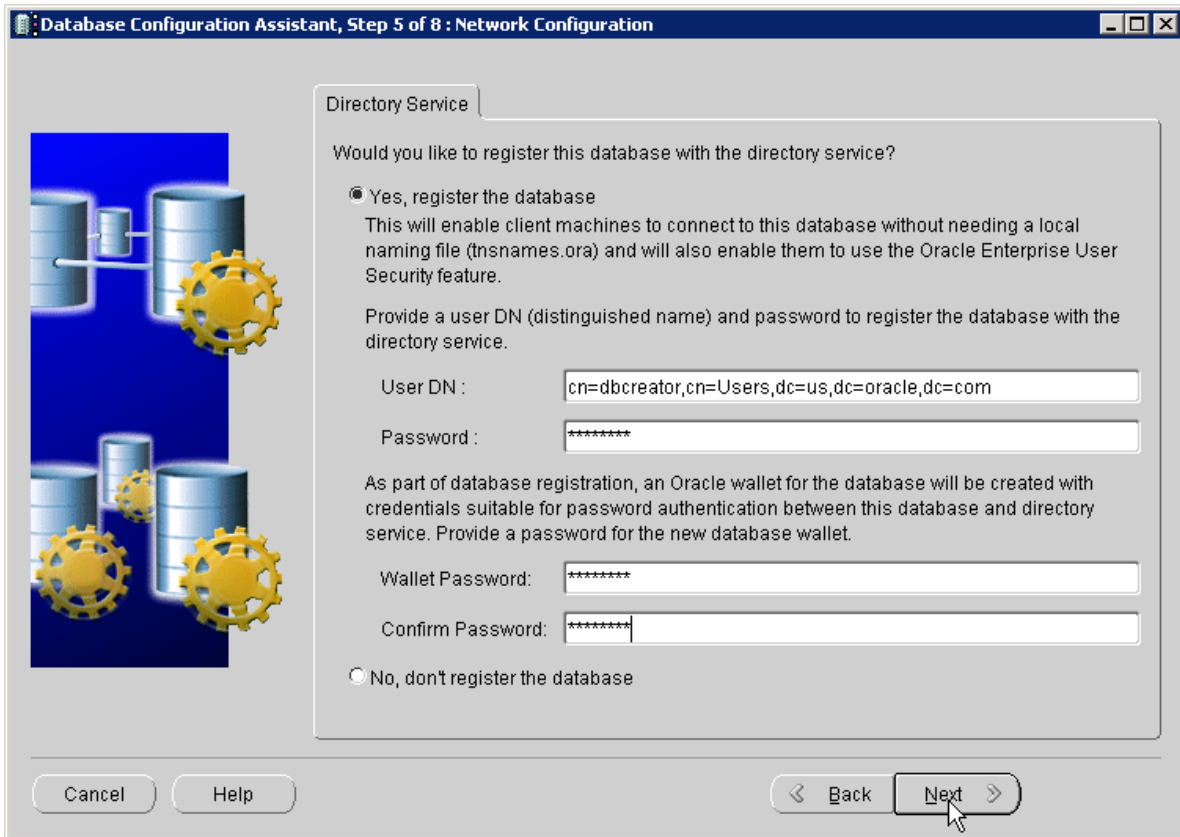 Database Configuration Assistant, Step 5 of 8 : Network Configuration
Directory Service
Would you like to register this database with the directory service?
Yes, register the database
This will enable client machines to connect to this database without needing a local
naming file (tnsnames.ora) and will also enable them to use the Oracle Enterprise User
Security feature.
Provide a user DN (distinguished name) and password to register the database with the
directory service.
User DN : cn=dbcreator,cn=Users,dc=us,dc=oracle,dc=com
Password : ********
As part of database registration, an Oracle wallet for the database will be created with
credentials suitable for password authentication between this database and directory
service. Provide a password for the new database wallet.
Wallet Password: ********
Confirm Password: ********
No, don't register the database
Cancel Help Back Next